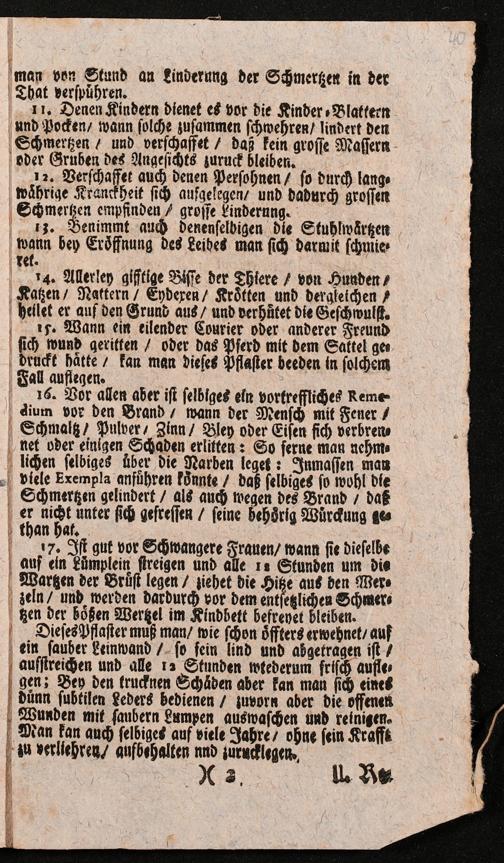 40
man von Stund an Linderung der Schmertzen in der
That verspühren.
11. Denen Kindern dienet es vor die Kinder-Blattern
und Pocken/ wann solche zusammen schwehren/ lindert den
Schmertzen / und verschaffet / daß kein grosse Massern
oder Gruben des Angesichts zuruck bleiben.
12. Verschaffet auch denen Persohnen / so durch lang-
währige Kranckheit sich aufgelegen/ und dadurch grossen
Schmertzen empfinden / grosse Linderung.
13. Benimmt auch denenselbigen die Stuhlwärtzen
wann bey Eröffnung des Leibes man sich darmit schmie-
ret.
14. Allerley gifftige Bisse der Thiere / von Hunden /
Katzen / Nattern / Eyderen / Krötten und dergleichen /
heilet er auf den Grund aus / und verhütet die Geschwulst.
15. Wann ein eilender Courier oder anderer Freund
sich wund geritten / oder das Pferd mit dem Sattel ge-
druckt hätte / kan man dieses Pflaster beeden in solchem
Fall auflegen.
16. Vor allen aber ist selbiges ein vortreffliches Reme-
dium vor den Brand / wann der Mensch mit Feuer /
Schmaltz / Pulver / Zinn / Bley oder Eisen sich verbren-
net oder einigen Schaden erlitten : So ferne man nehm-
lichen selbiges über die Narben leget : Inmassen man
viele Exempla anführen könnte / daß selbiges so wohl die
Schmertzen gelindert / als auch wegen des Brand / daß
er nicht unter sich gefressen / seine behörig Würckung ge-
than hat.
17. Ist gut vor Schwangere Frauen/ wann sie dieselbe
auf ein Lümplein streigen und alle 12 Stunden um die
Wartzen der Brüst legen / ziehet die Hitze aus den Wer-
zeln / und werden dardurch vor dem entsetzlichen Schmer-
tzen der bößen Wertzel im Kindbett befreyet bleiben.
Dieses Pflaster muß man/ wie schon öffters erwehnet/ auf
ein sauber Leinwand / so fein lind und abgetragen ist /
aufstreichen und alle 12 Stunden wiederum frisch aufle-
gen; Bey den trucknen Schäden aber kan man sich eines
dünn subtilen Leders bedienen / zuvorn aber die offenen
Wunden mit saubern Lumpen auswaschen und reinigen.
Man kan auch selbiges auf viele Jahre/ ohne sein Krafft
zu verliehren/ aufbehalten nnd zurucklegen.
)( 2. II. Re-